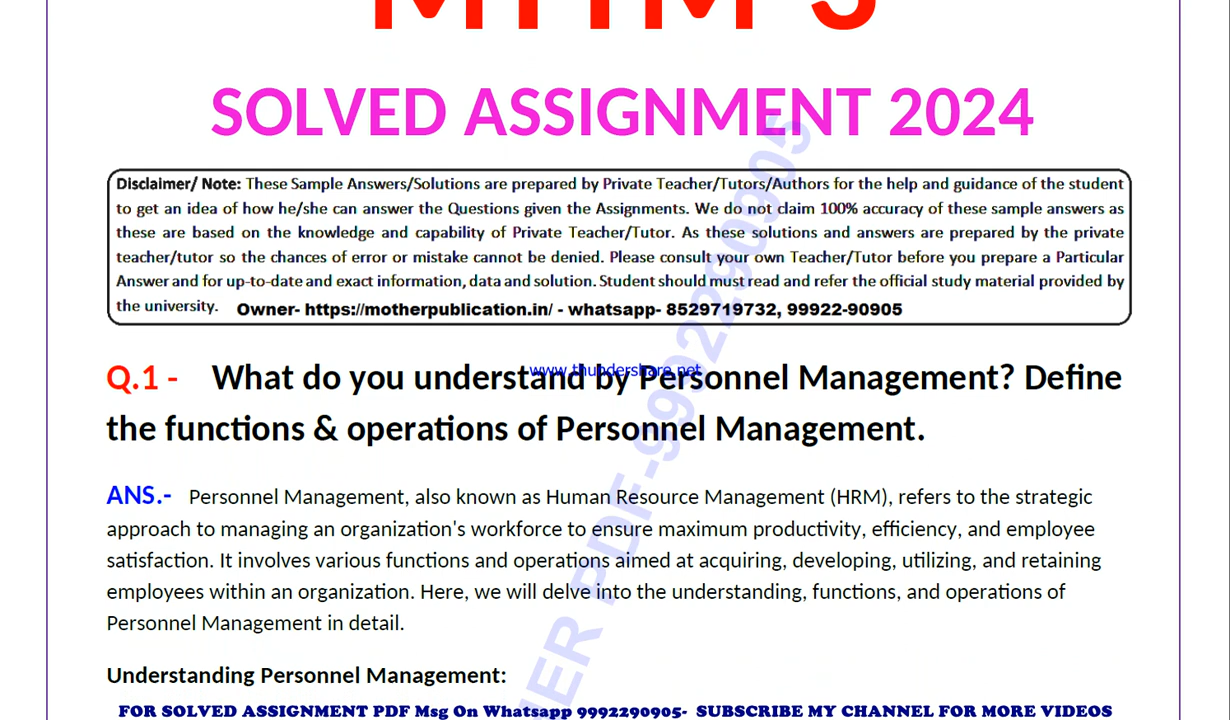 SOLVED ASSIGNMENT 2024
Disclaimer/ Note: These Sample Answers/Solutions are prepared by Private Teacher/Tutors/Authors for the help and guidance of the student
to get an idea of how he/she can answer the Questions given the Assignments. We do not claim 100% accuracy of these sample answers as
these are based on the knowledge and capability of Private Teacher/Tutor. As these solutions and answers are prepared by the private
teacher/tutor so the chances of error or mistake cannot be denied. Please consult your own Teacher/Tutor before you prepare a Particular
Answer and for up-to-date and exact information, data and solution. Student should must read and refer the official study material provided by
the university. Owner- https://motherpublication.in/ - whatsapp- 8529719732, 99922-90905
www.thundershare.net
Q.1 - What do you understand by Personnel Management? Define
the functions & operations of Personnel Management.
ANS.- Personnel Management, also known as Human Resource Management (HRM), refers to the strategic
approach to managing an organization's workforce to ensure maximum productivity, efficiency, and employee
satisfaction. It involves various functions and operations aimed at acquiring, developing, utilizing, and retaining
employees within an organization. Here, we will delve into the understanding, functions, and operations of
Personnel Management in detail.
Understanding Personnel Management:
FOR SOLVED ASSIGNMENT PDF Msg On Whatsapp 9992290905- SUBSCRIBE MY CHANNEL FOR MORE VIDEOS
PDF-9992290905